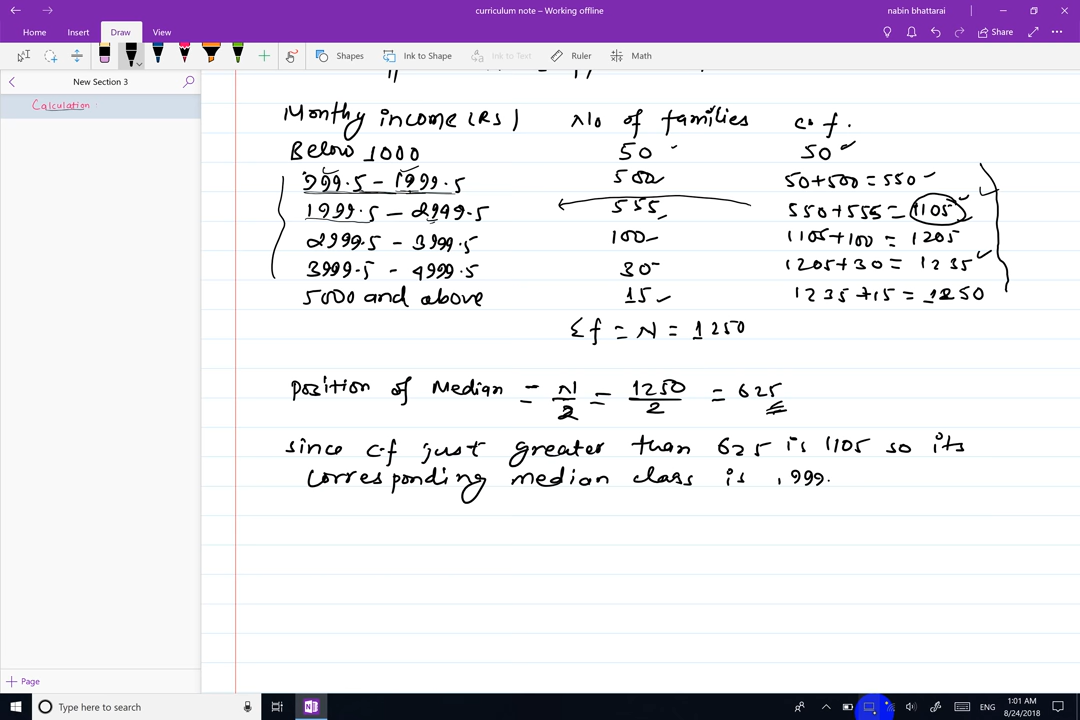 curriculum note – Working offline
nabin bhattarai
Home Insert Draw View
Share
Shapes Ink to Shape Ink to Text Ruler Math
New Section 3
Calculation
Monthy income (Rs) No of families c.f.
Below 1000 50 50
999.5 - 1999.5 500 50+500 = 550
1999.5 - 2999.5 555 550+555 = 1105
2999.5 - 3999.5 100 1105+100 = 1205
3999.5 - 4999.5 30 1205+30 = 1235
5000 and above 15 1235+15 = 1250
Σf = N = 1250
position of Median = N/2 = 1250/2 = 625
since c.f just greater than 625 is 1105 so its
corresponding median class is 1999.
+ Page
Type here to search
ENG
1:01 AM
8/24/2018